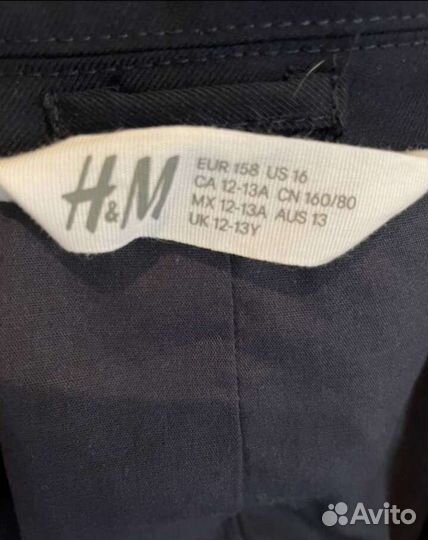 H&M
EUR 158 US 16
CA 12-13A CN 160/80
MX 12-13A AUS 13
UK 12-13Y
Avito